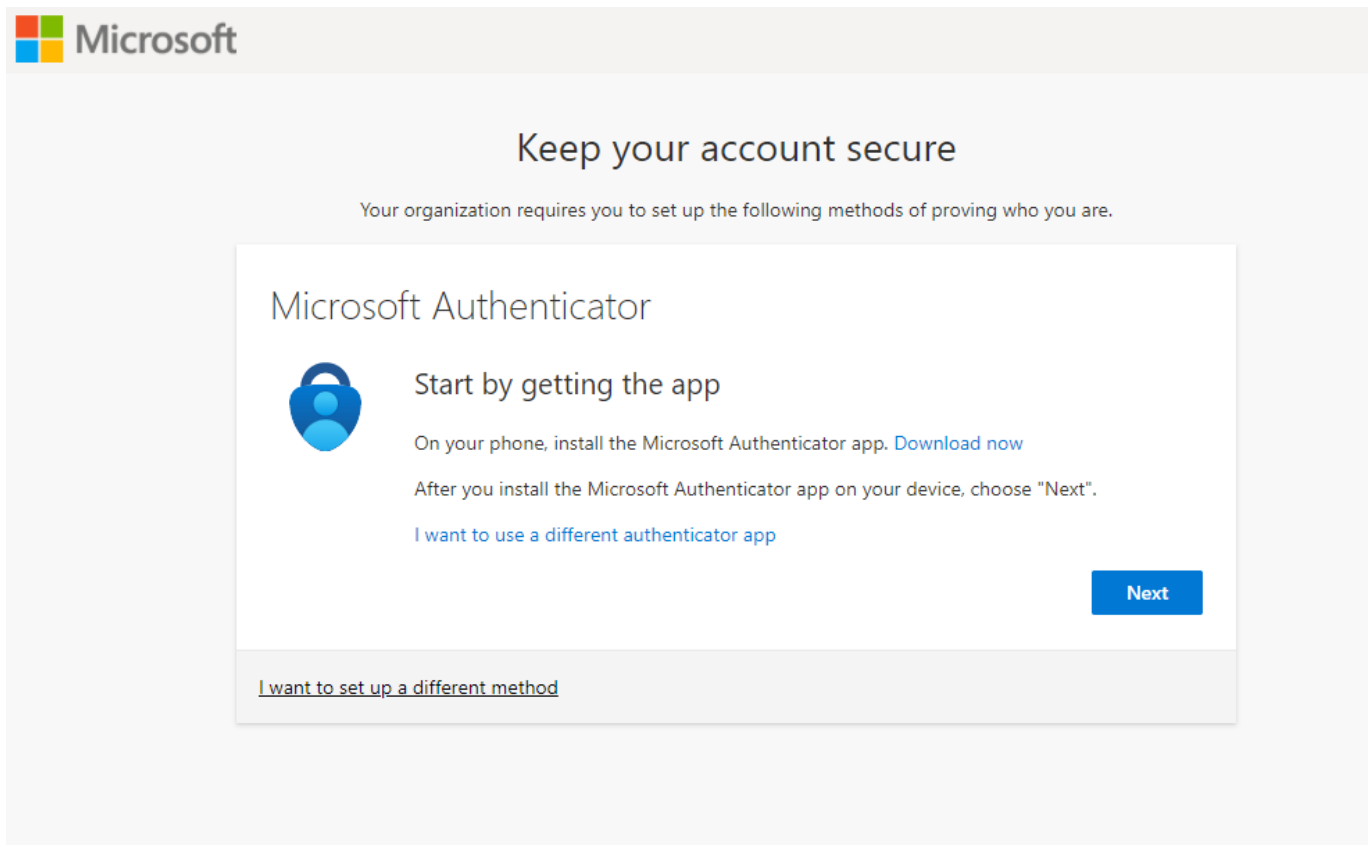 Microsoft
Keep your account secure
Your organization requires you to set up the following methods of proving who you are.
Microsoft Authenticator
Start by getting the app
On your phone, install the Microsoft Authenticator app. Download now
After you install the Microsoft Authenticator app on your device, choose "Next".
I want to use a different authenticator app
Next
I want to set up a different method